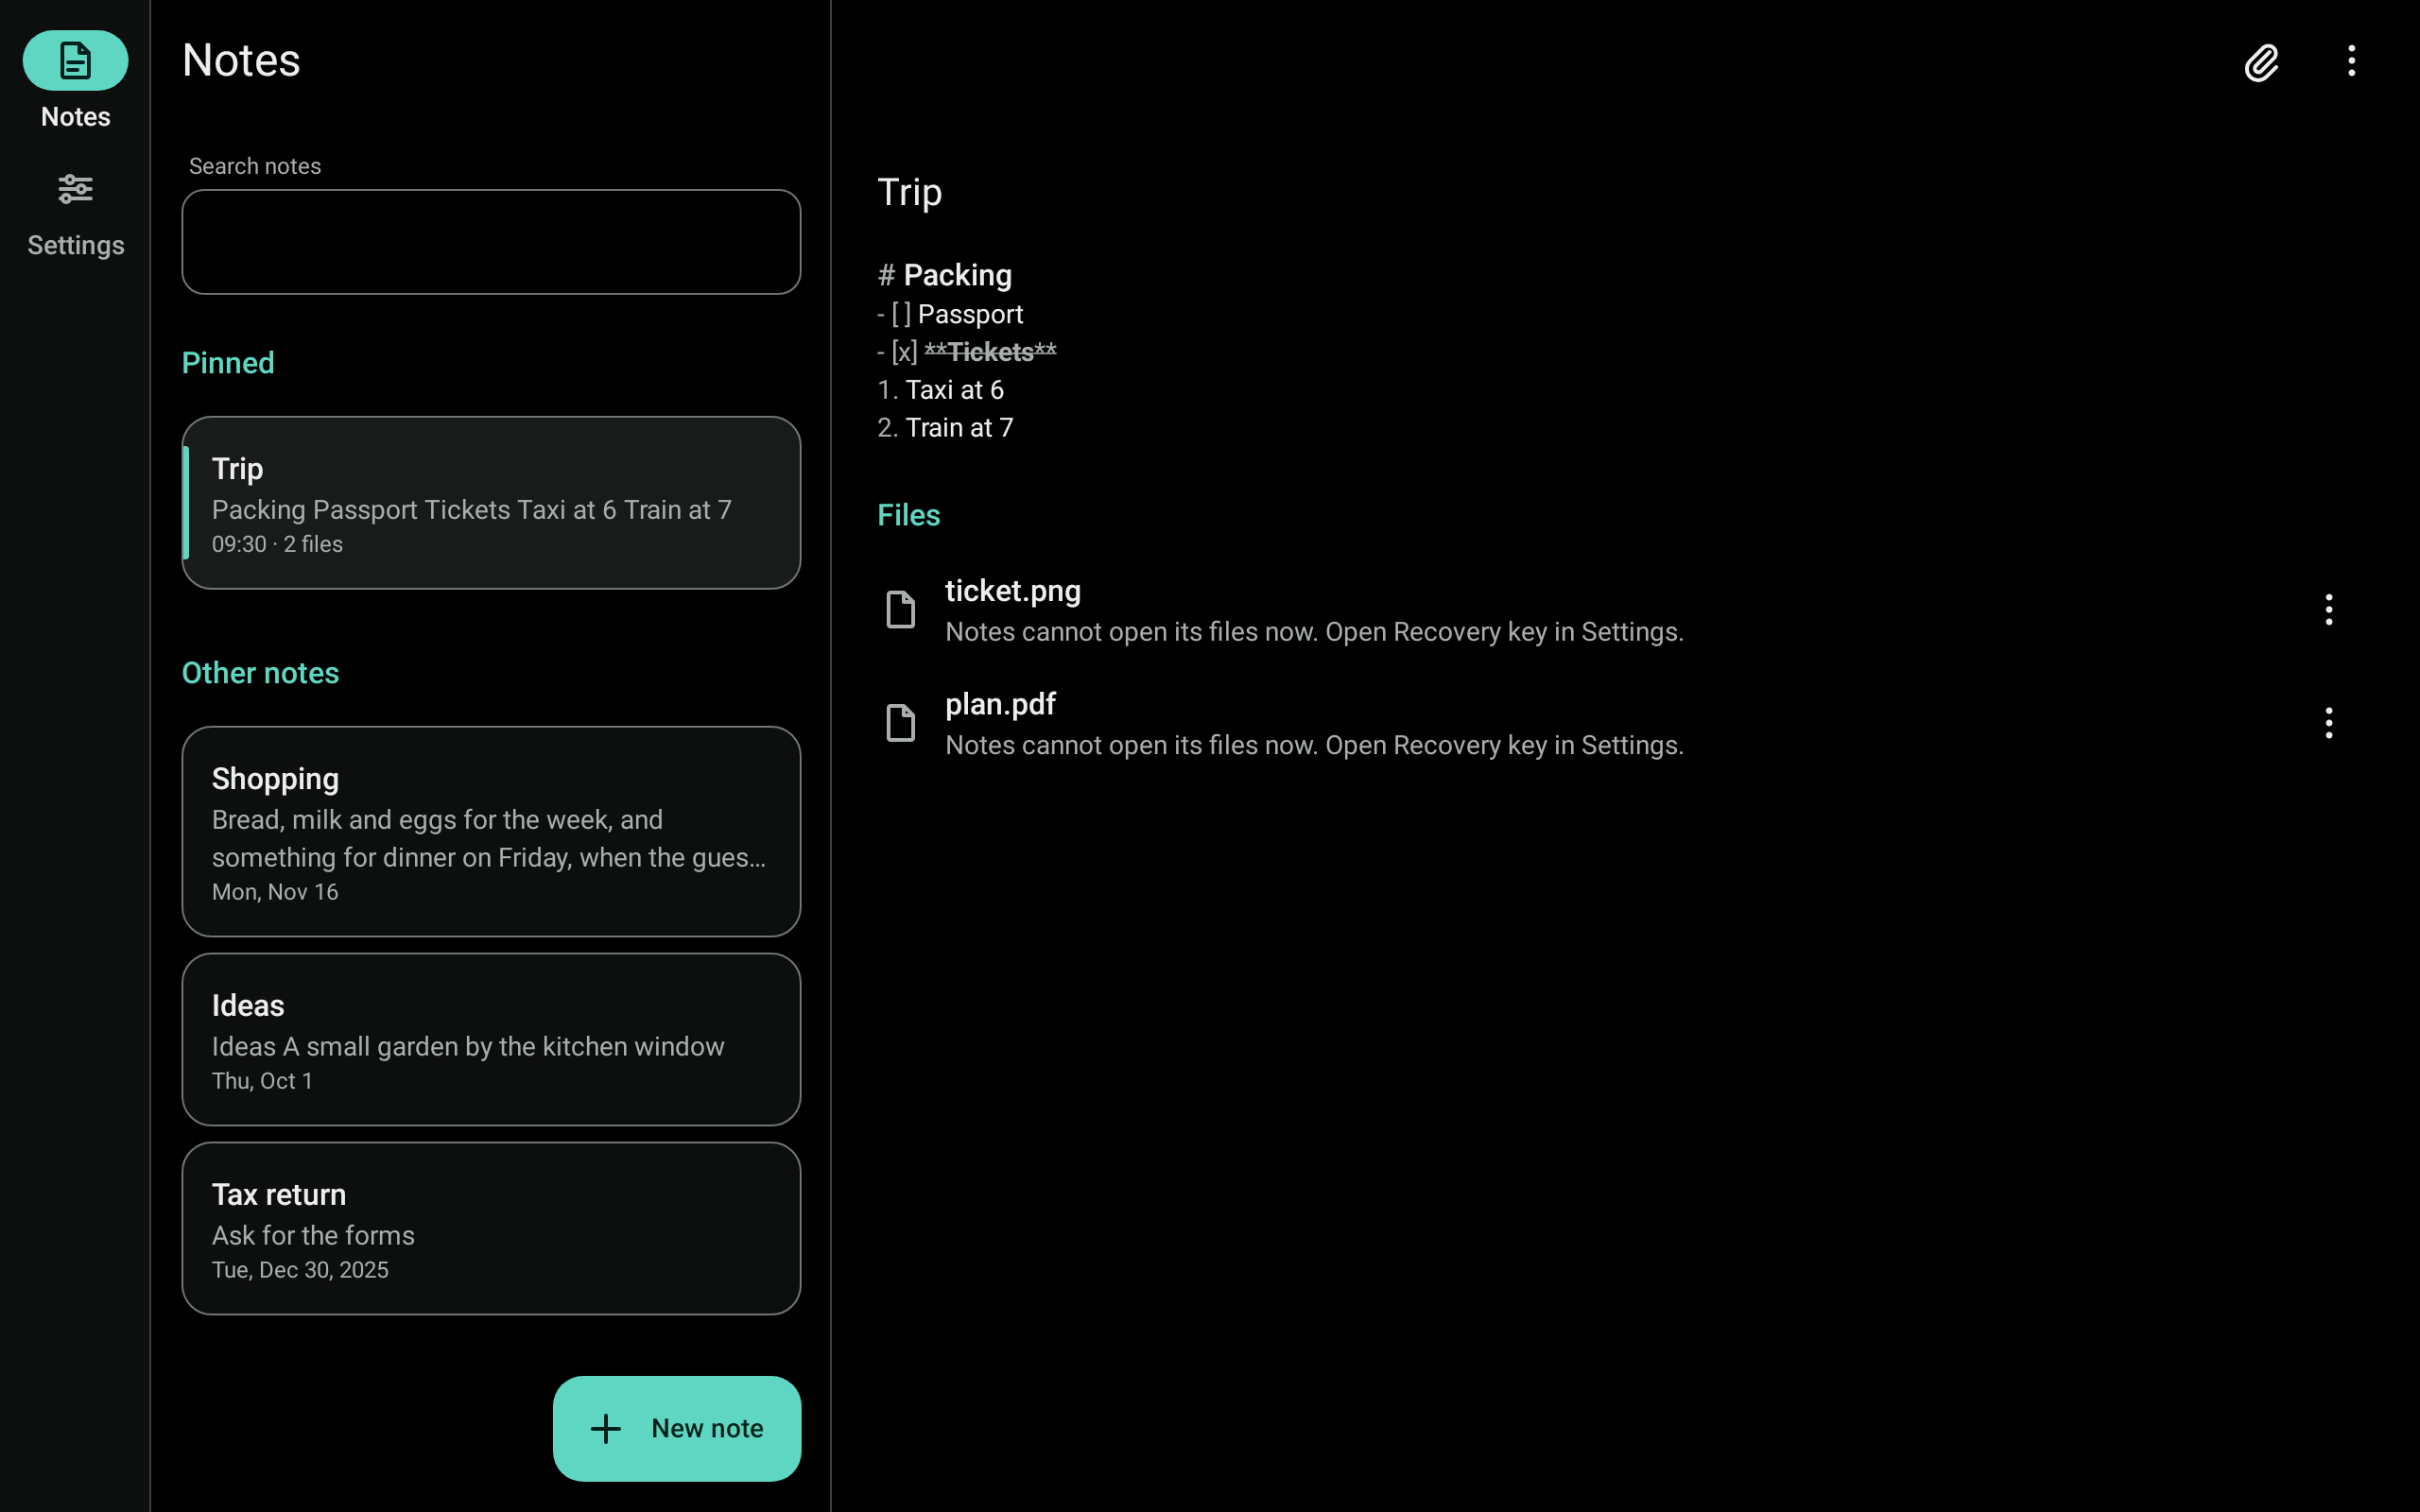 Notes
Settings
Notes
Search notes
Pinned
Trip
Packing Passport Tickets Taxi at 6 Train at 7
09:30 · 2 files
Other notes
Shopping
Bread, milk and eggs for the week, and
something for dinner on Friday, when the gues…
Mon, Nov 16
Ideas
Ideas A small garden by the kitchen window
Thu, Oct 1
Tax return
Ask for the forms
Tue, Dec 30, 2025
New note
Trip
# Packing
- [ ] Passport
- [x] **Tickets**
1. Taxi at 6
2. Train at 7
Files
ticket.png
Notes cannot open its files now. Open Recovery key in Settings.
plan.pdf
Notes cannot open its files now. Open Recovery key in Settings.